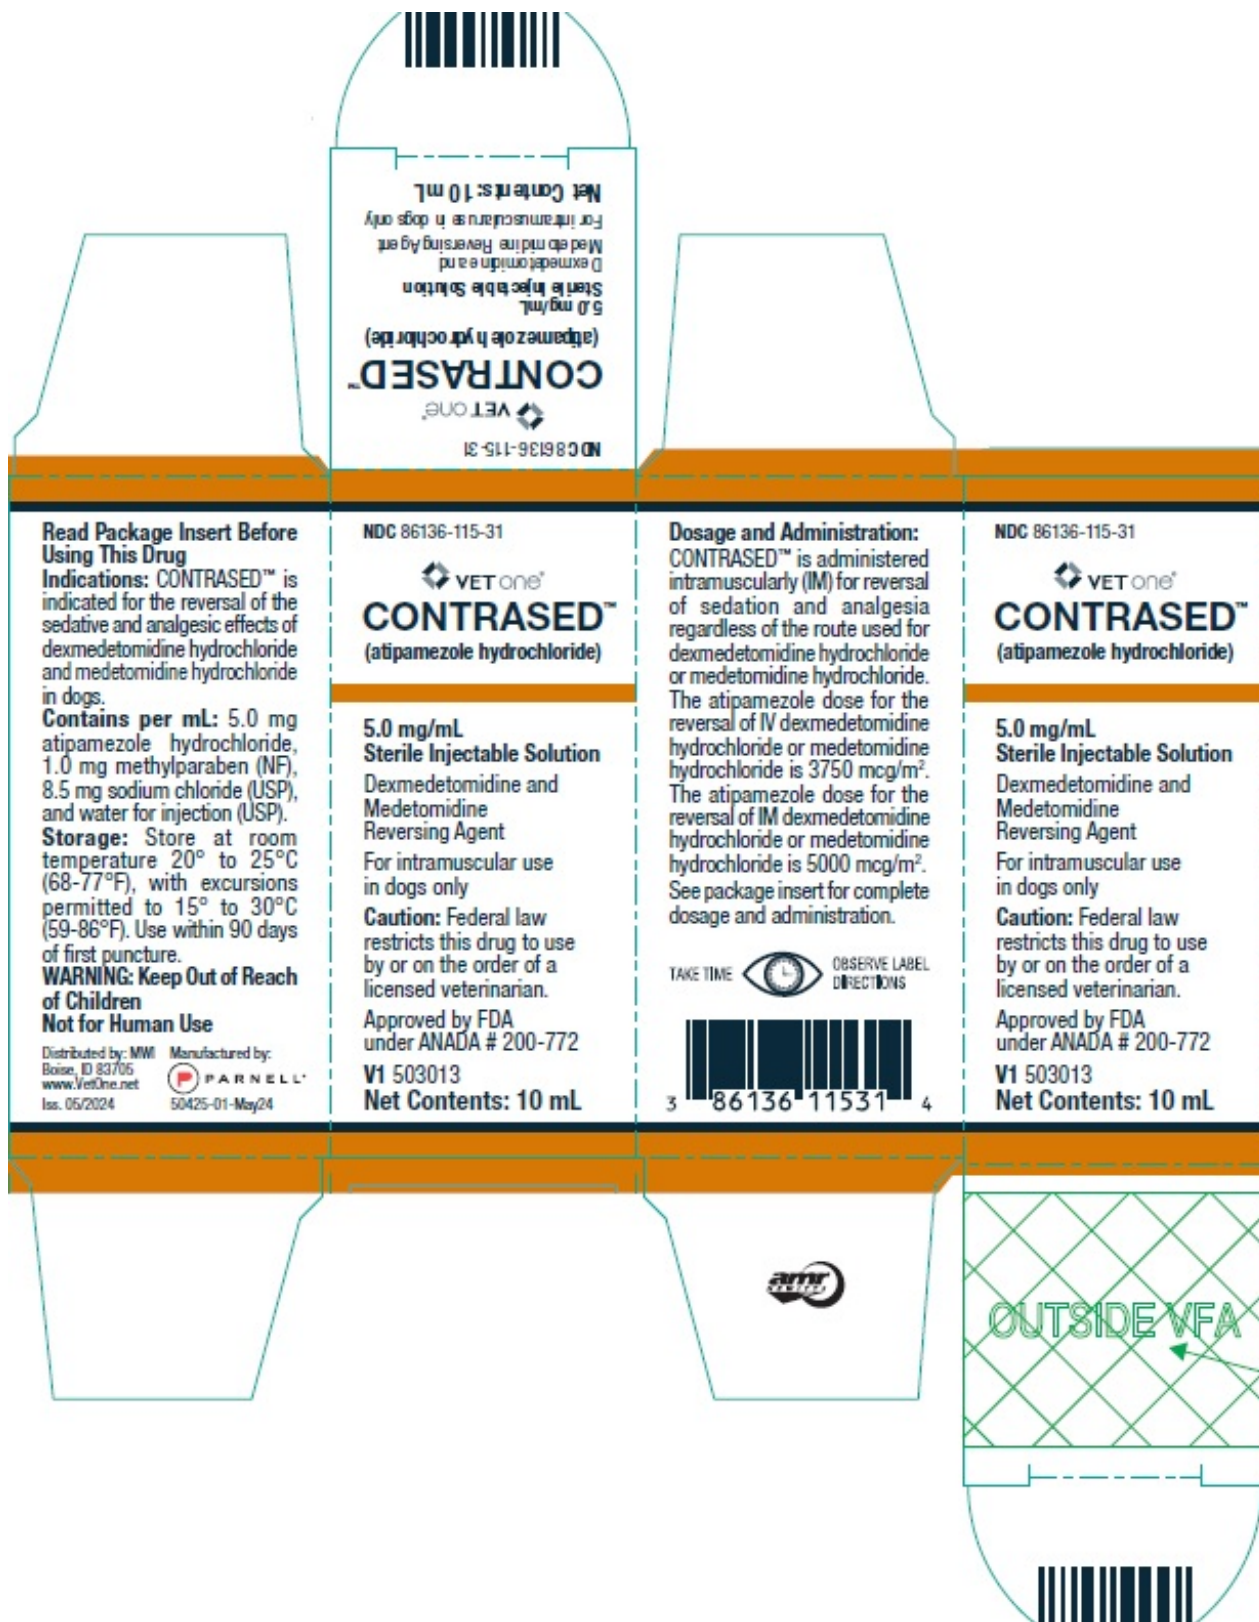 Net Contents: 10 mL
For intramuscular use in dogs only
Medetomidine Reversing Agent
Dexmedetomidine and
Sterile Injectable Solution
5.0 mg/mL
(atipamezole hydrochloride)
CONTRASED™
VET one®
NDC 86136-115-31
Read Package Insert Before
Using This Drug
Indications: CONTRASED™ is
indicated for the reversal of the
sedative and analgesic effects of
dexmedetomidine hydrochloride
and medetomidine hydrochloride
in dogs.
Contains per mL: 5.0 mg
atipamezole hydrochloride,
1.0 mg methylparaben (NF),
8.5 mg sodium chloride (USP),
and water for injection (USP).
Storage: Store at room
temperature 20° to 25°C
(68-77°F), with excursions
permitted to 15° to 30°C
(59-86°F). Use within 90 days
of first puncture.
WARNING: Keep Out of Reach
of Children
Not for Human Use
Distributed by: MWI
Boise, ID 83705
www.VetOne.net
Iss. 05/2024
Manufactured by:
PARNELL
50425-01-May24
NDC 86136-115-31
VET one®
CONTRASED™
(atipamezole hydrochloride)
5.0 mg/mL
Sterile Injectable Solution
Dexmedetomidine and
Medetomidine
Reversing Agent
For intramuscular use
in dogs only
Caution: Federal law
restricts this drug to use
by or on the order of a
licensed veterinarian.
Approved by FDA
under ANADA # 200-772
V1 503013
Net Contents: 10 mL
Dosage and Administration:
CONTRASED™ is administered
intramuscularly (IM) for reversal
of sedation and analgesia
regardless of the route used for
dexmedetomidine hydrochloride
or medetomidine hydrochloride.
The atipamezole dose for the
reversal of IV dexmedetomidine
hydrochloride or medetomidine
hydrochloride is 3750 mcg/m².
The atipamezole dose for the
reversal of IM dexmedetomidine
hydrochloride or medetomidine
hydrochloride is 5000 mcg/m².
See package insert for complete
dosage and administration.
TAKE TIME
OBSERVE LABEL
DIRECTIONS
3 86136 11531 4
NDC 86136-115-31
VET one®
CONTRASED™
(atipamezole hydrochloride)
5.0 mg/mL
Sterile Injectable Solution
Dexmedetomidine and
Medetomidine
Reversing Agent
For intramuscular use
in dogs only
Caution: Federal law
restricts this drug to use
by or on the order of a
licensed veterinarian.
Approved by FDA
under ANADA # 200-772
V1 503013
Net Contents: 10 mL
amr
OUTSIDE VFA